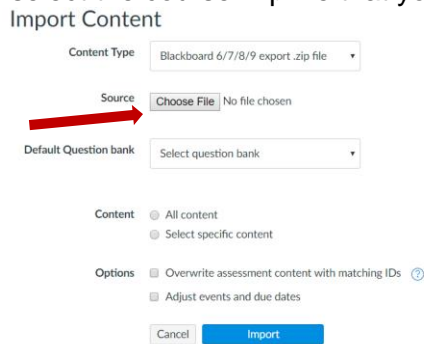 Import Content
Content Type Blackboard 6/7/8/9 export .zip file
Source Choose File No file chosen
Default Question bank Select question bank
Content All content
Select specific content
Options Overwrite assessment content with matching IDs ?
Adjust events and due dates
Cancel Import